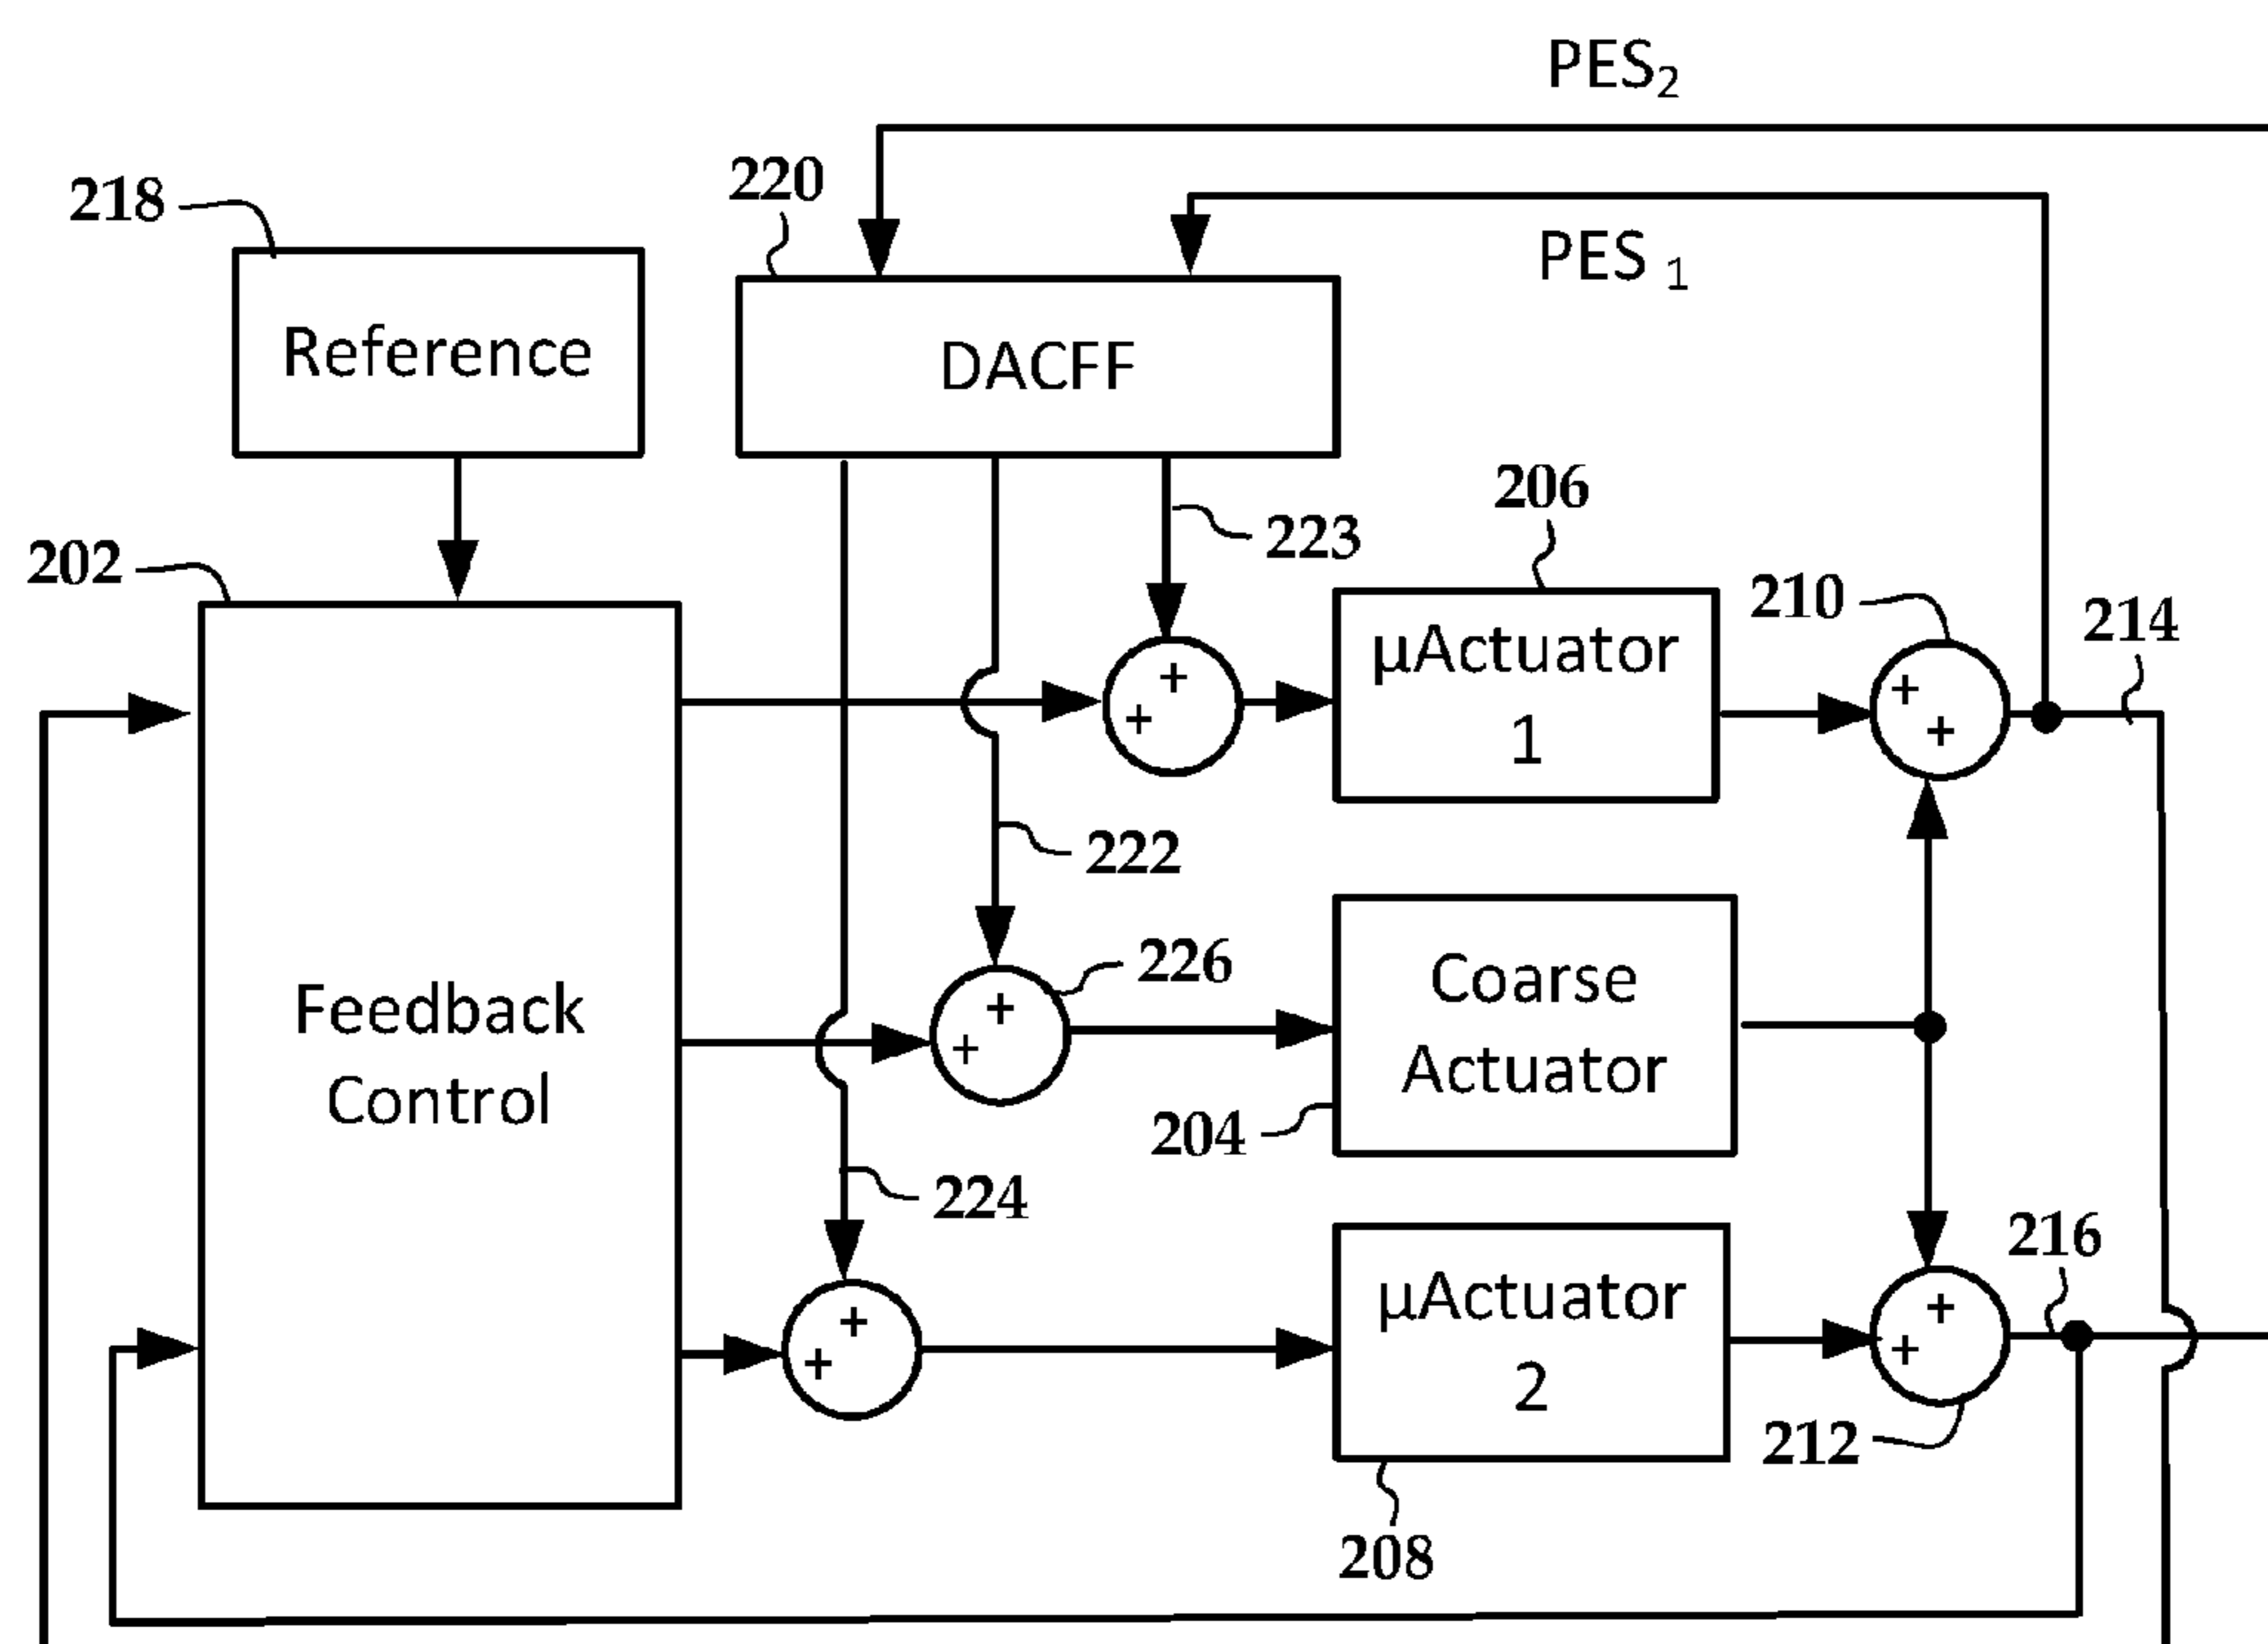 PES2
220
218
PES 1
Reference
DACFF
206
223
202
210
214
μActuator
+
+
+
+
1
222
Coarse
226
+
+
Feedback
Actuator
Control
204
224
216
μActuator
+
+
+
+
2
212
208